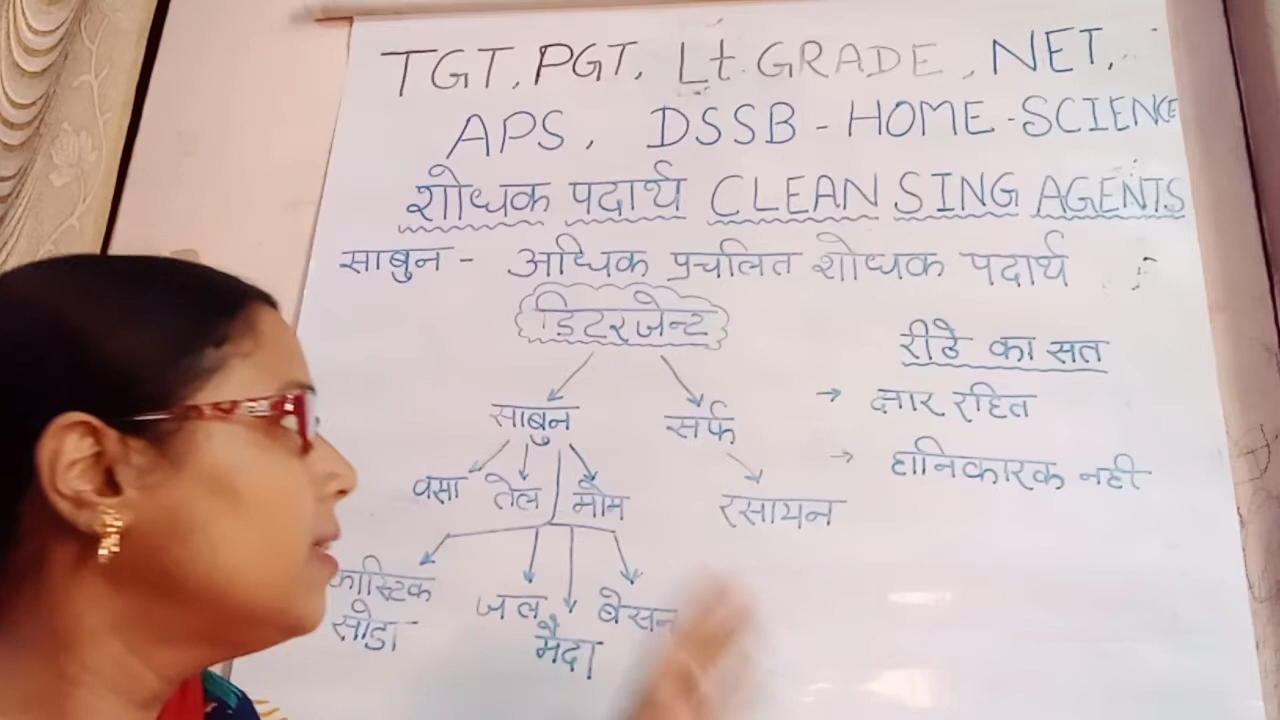 TGT, PGT, Lt. GRADE, NET,
APS, DSSB - HOME - SCIENCE
शोधक पदार्थ CLEANSING AGENTS
साबुन - अधिक प्रचलित शोधक पदार्थ
डिटरजेन्ट
साबुन सर्फ
वसा तेल मोम रसायन
कास्टिक सोडा
जल
मैदा
बेसन
रीठे का सत
→ क्षार रहित
→ हानिकारक नही